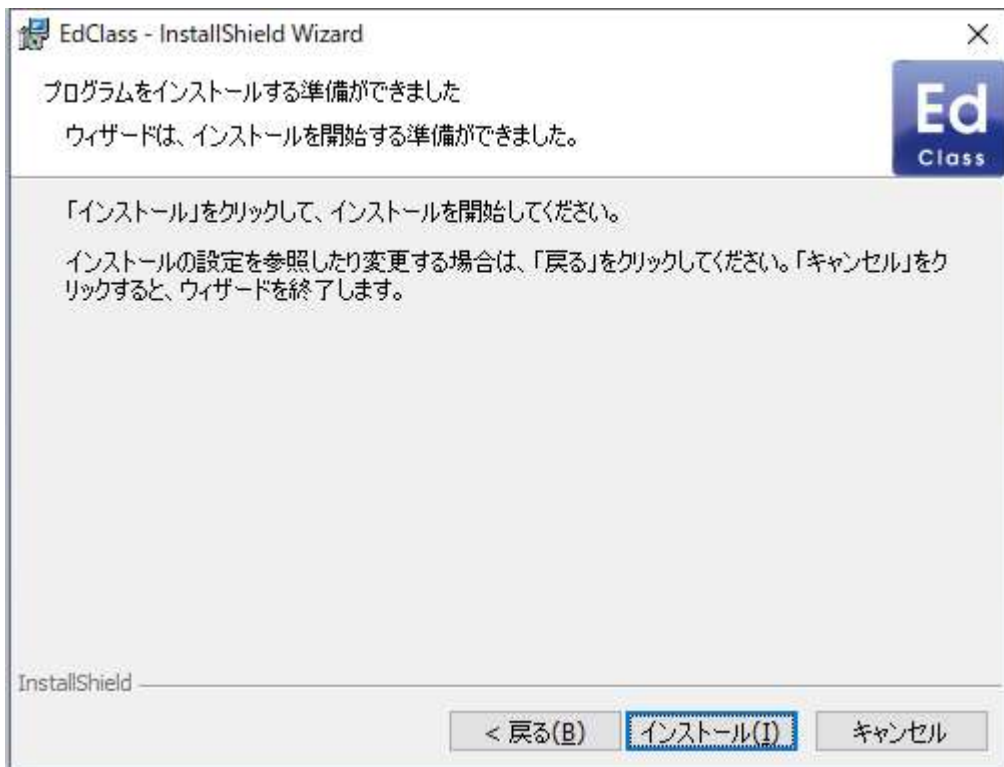 EdClass - InstallShield Wizard
プログラムをインストールする準備ができました
ウィザードは、インストールを開始する準備ができました。
Ed
Class
「インストール」をクリックして、インストールを開始してください。
インストールの設定を参照したり変更する場合は、「戻る」をクリックしてください。「キャンセル」をク
リックすると、ウィザードを終了します。
InstallShield
< 戻る(B)
インストール(I)
キャンセル